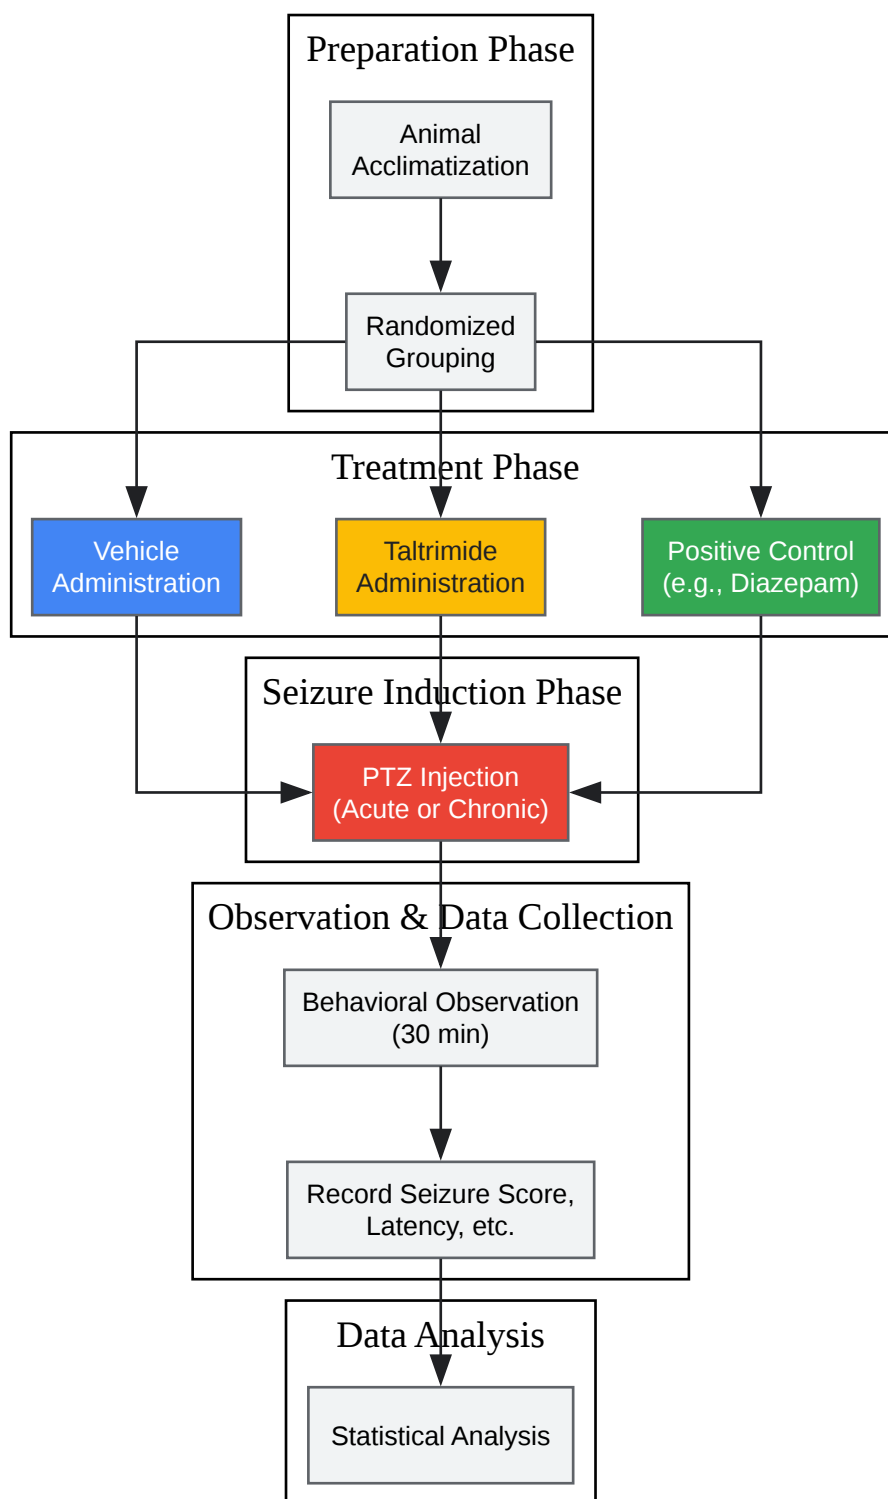 Preparation Phase
Animal
Acclimatization
Randomized
Grouping
Treatment Phase
Vehicle
Administration
Taltrimide
Administration
Positive Control
(e.g., Diazepam)
Seizure Induction Phase
PTZ Injection
(Acute or Chronic)
Observation & Data Collection
Behavioral Observation
(30 min)
Record Seizure Score,
Latency, etc.
Data Analysis
Statistical Analysis